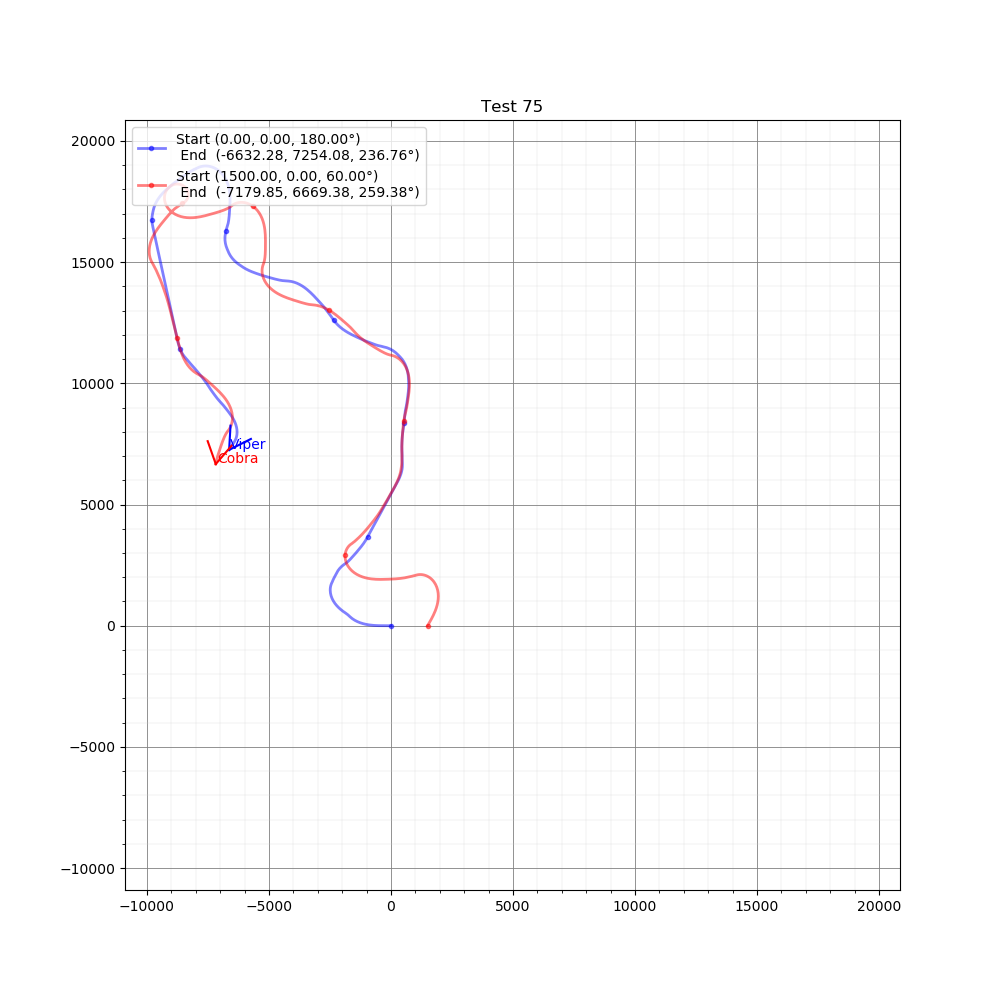 Test 75
Start (0.00, 0.00, 180.00°)
End (-6632.28, 7254.08, 236.76°)
Start (1500.00, 0.00, 60.00°)
End (-7179.85, 6669.38, 259.38°)
20000
15000
10000
5000
0
−5000
−10000
Viper
Cobra
−10000
−5000
0
5000
10000
15000
20000